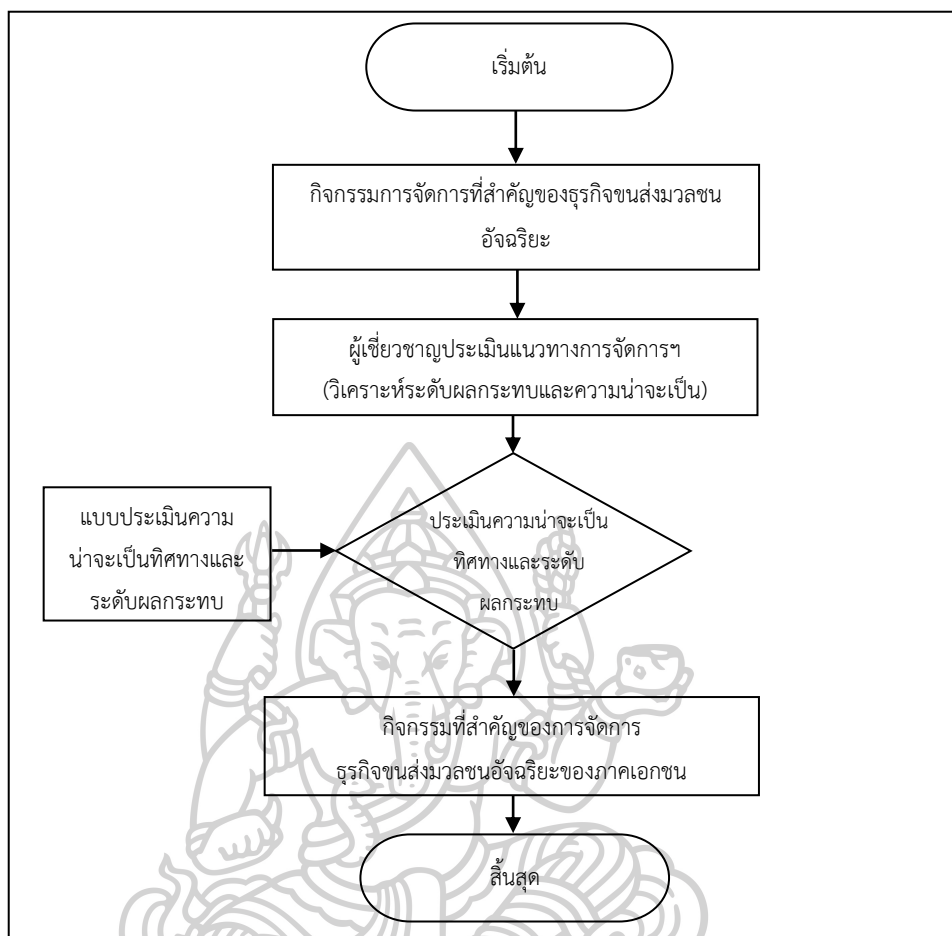 เริ่มต้น
กิจกรรมการจัดการที่สำคัญของธุรกิจขนส่งมวลชน
อัจฉริยะ
ผู้เชี่ยวชาญประเมินแนวทางการจัดการฯ
(วิเคราะห์ระดับผลกระทบและความน่าจะเป็น)
แบบประเมินความ
น่าจะเป็นทิศทางและ
ระดับผลกระทบ
ประเมินความน่าจะเป็น
ทิศทางและระดับ
ผลกระทบ
กิจกรรมที่สำคัญของการจัดการ
ธุรกิจขนส่งมวลชนอัจฉริยะของภาคเอกชน
สิ้นสุด